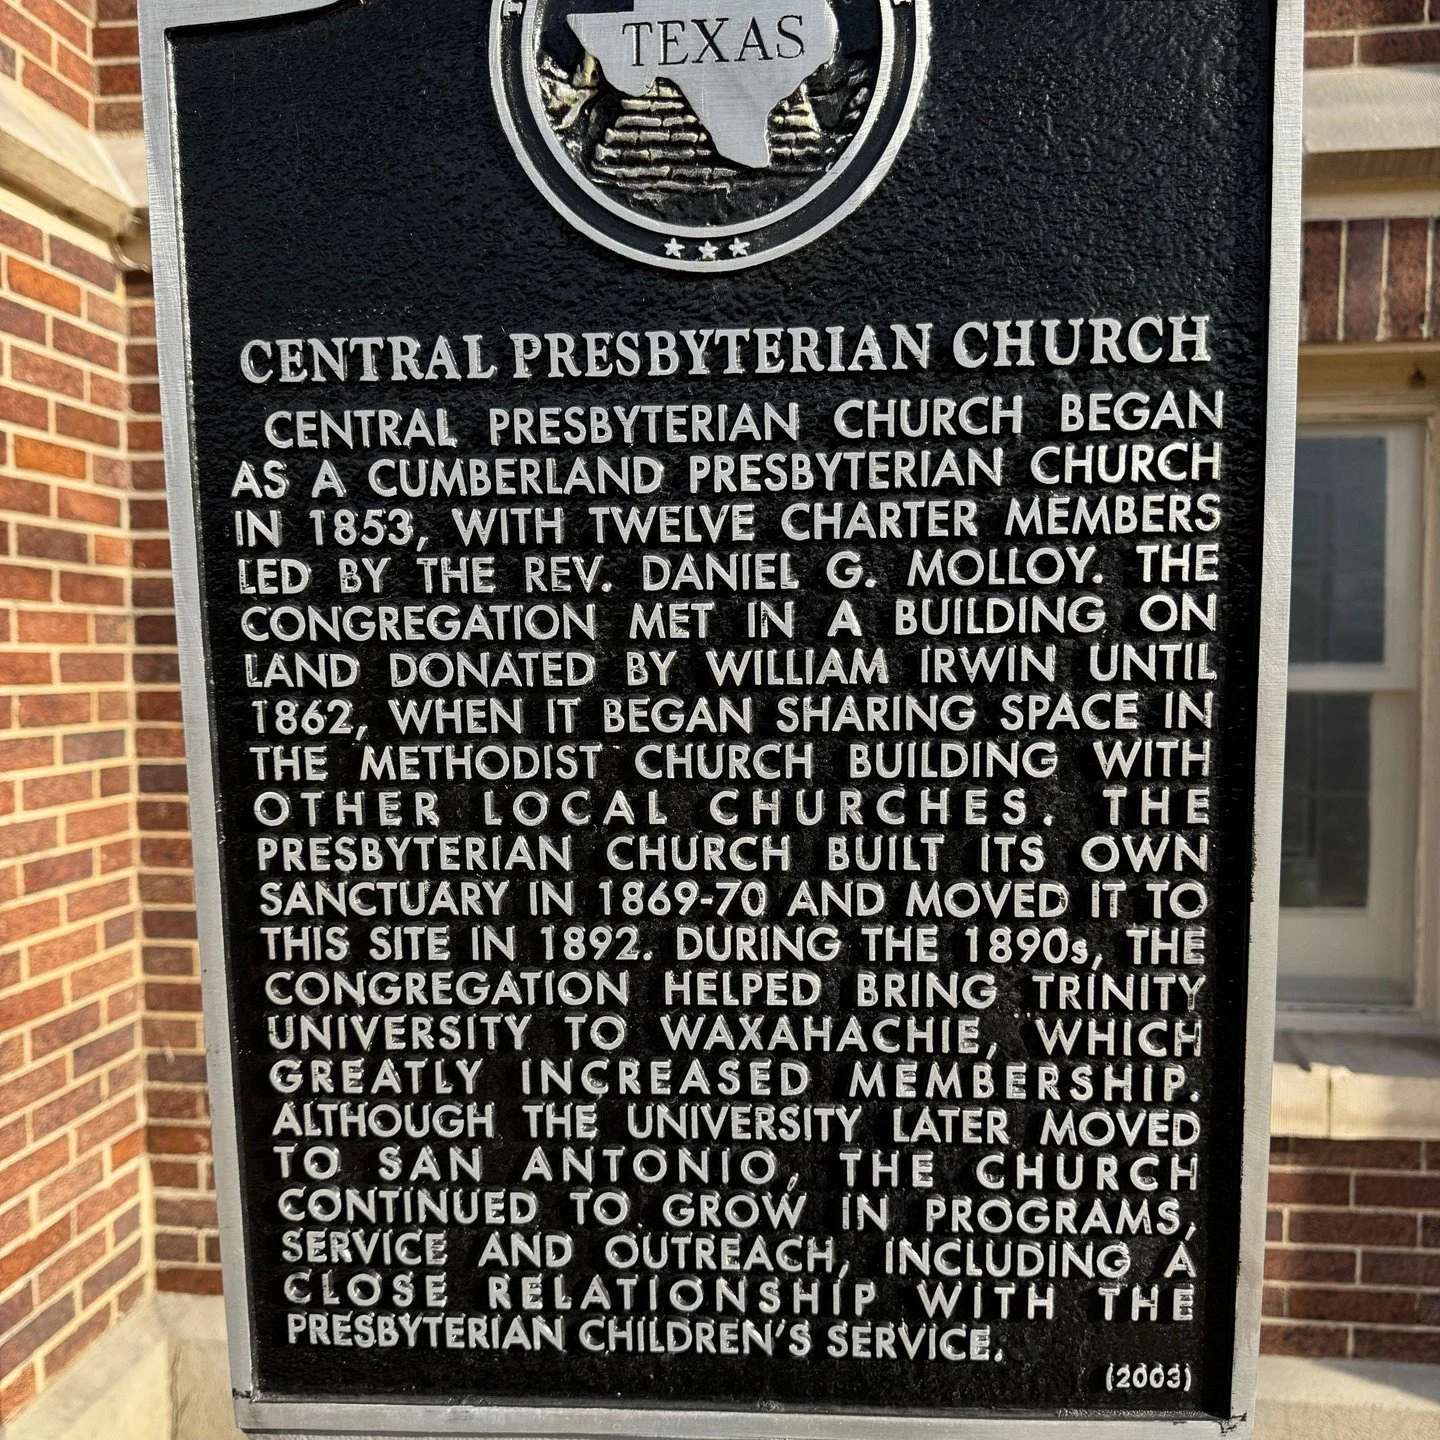 TEXAS
CENTRAL PRESBYTERIAN CHURCH
CENTRAL PRESBYTERIAN CHURCH BEGAN
AS A CUMBERLAND PRESBYTERIAN CHURCH
IN 1853, WITH TWELVE CHARTER MEMBERS
LED BY THE REV. DANIEL G. MOLLOY. THE
CONGREGATION MET IN A BUILDING ON
LAND DONATED BY WILLIAM IRWIN UNTIL
1862, WHEN IT BEGAN SHARING SPACE IN
THE METHODIST CHURCH BUILDING WITH
OTHER LOCAL CHURCHES. THE
PRESBYTERIAN CHURCH BUILT ITS OWN
SANCTUARY IN 1869-70 AND MOVED IT TO
THIS SITE IN 1892. DURING THE 1890s, THE
CONGREGATION HELPED BRING TRINITY
UNIVERSITY TO WAXAHACHIE, WHICH
GREATLY INCREASED MEMBERSHIP.
ALTHOUGH THE UNIVERSITY LATER MOVED
TO SAN ANTONIO, THE CHURCH
CONTINUED TO GROW IN PROGRAMS,
SERVICE AND OUTREACH, INCLUDING A
CLOSE RELATIONSHIP WITH THE
PRESBYTERIAN CHILDREN'S SERVICE.
(2003)